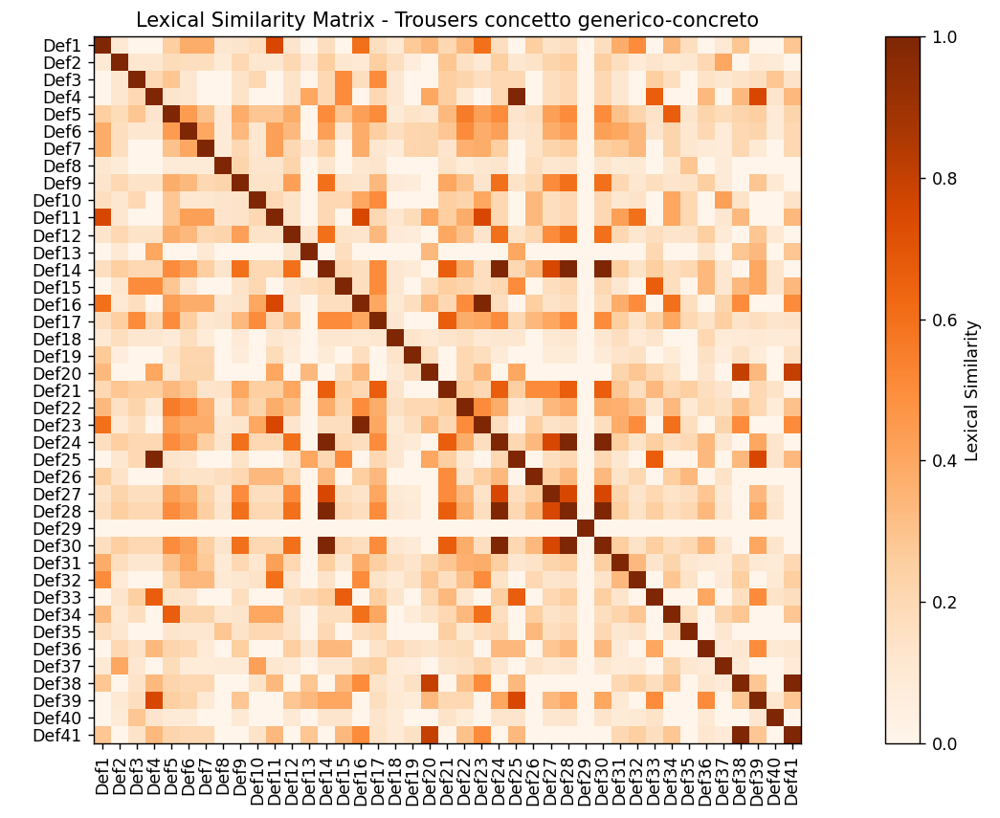 Lexical Similarity Matrix - Trousers concetto generico-concreto
Def1
Def2
Def3
Def4
Def5
Def6
Def7
Def8
Def9
Def10
Def11
Def12
Def13
Def14
Def15
Def16
Def17
Def18
Def19
Def20
Def21
Def22
Def23
Def24
Def25
Def26
Def27
Def28
Def29
Def30
Def31
Def32
Def33
Def34
Def35
Def36
Def37
Def38
Def39
Def40
Def41
Def1
Def2
Def3
Def4
Def5
Def6
Def7
Def8
Def9
Def10
Def11
Def12
Def13
Def14
Def15
Def16
Def17
Def18
Def19
Def20
Def21
Def22
Def23
Def24
Def25
Def26
Def27
Def28
Def29
Def30
Def31
Def32
Def33
Def34
Def35
Def36
Def37
Def38
Def39
Def40
Def41
1.0
0.8
0.6
0.4
0.2
0.0
Lexical Similarity